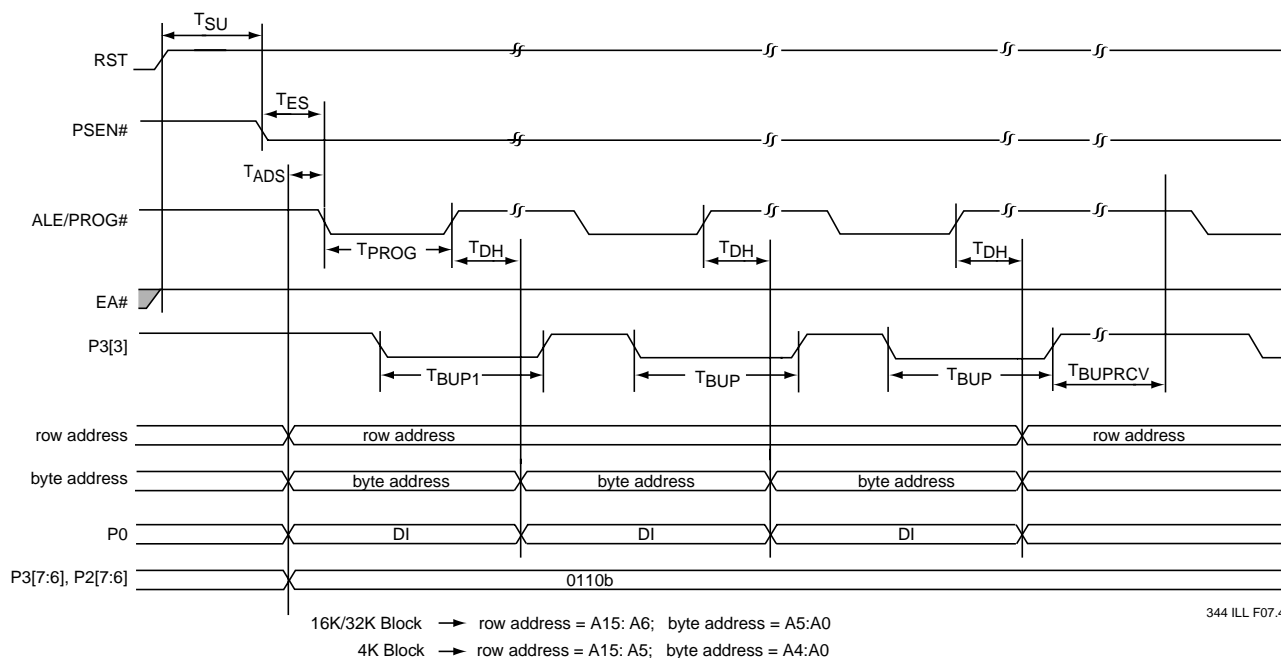 TSU
RST
TES
PSEN#
TADS
ALE/PROG#
TPROG
TDH
TDH
TDH
EA#
P3[3]
TBUP1
TBUP
TBUP
TBUPRCV
row address
row address
row address
byte address
byte address
byte address
byte address
P0
DI
DI
DI
P3[7:6], P2[7:6]
0110b
344 ILL F07.4
16K/32K Block → row address = A15: A6; byte address = A5:A0
4K Block → row address = A15: A5; byte address = A4:A0